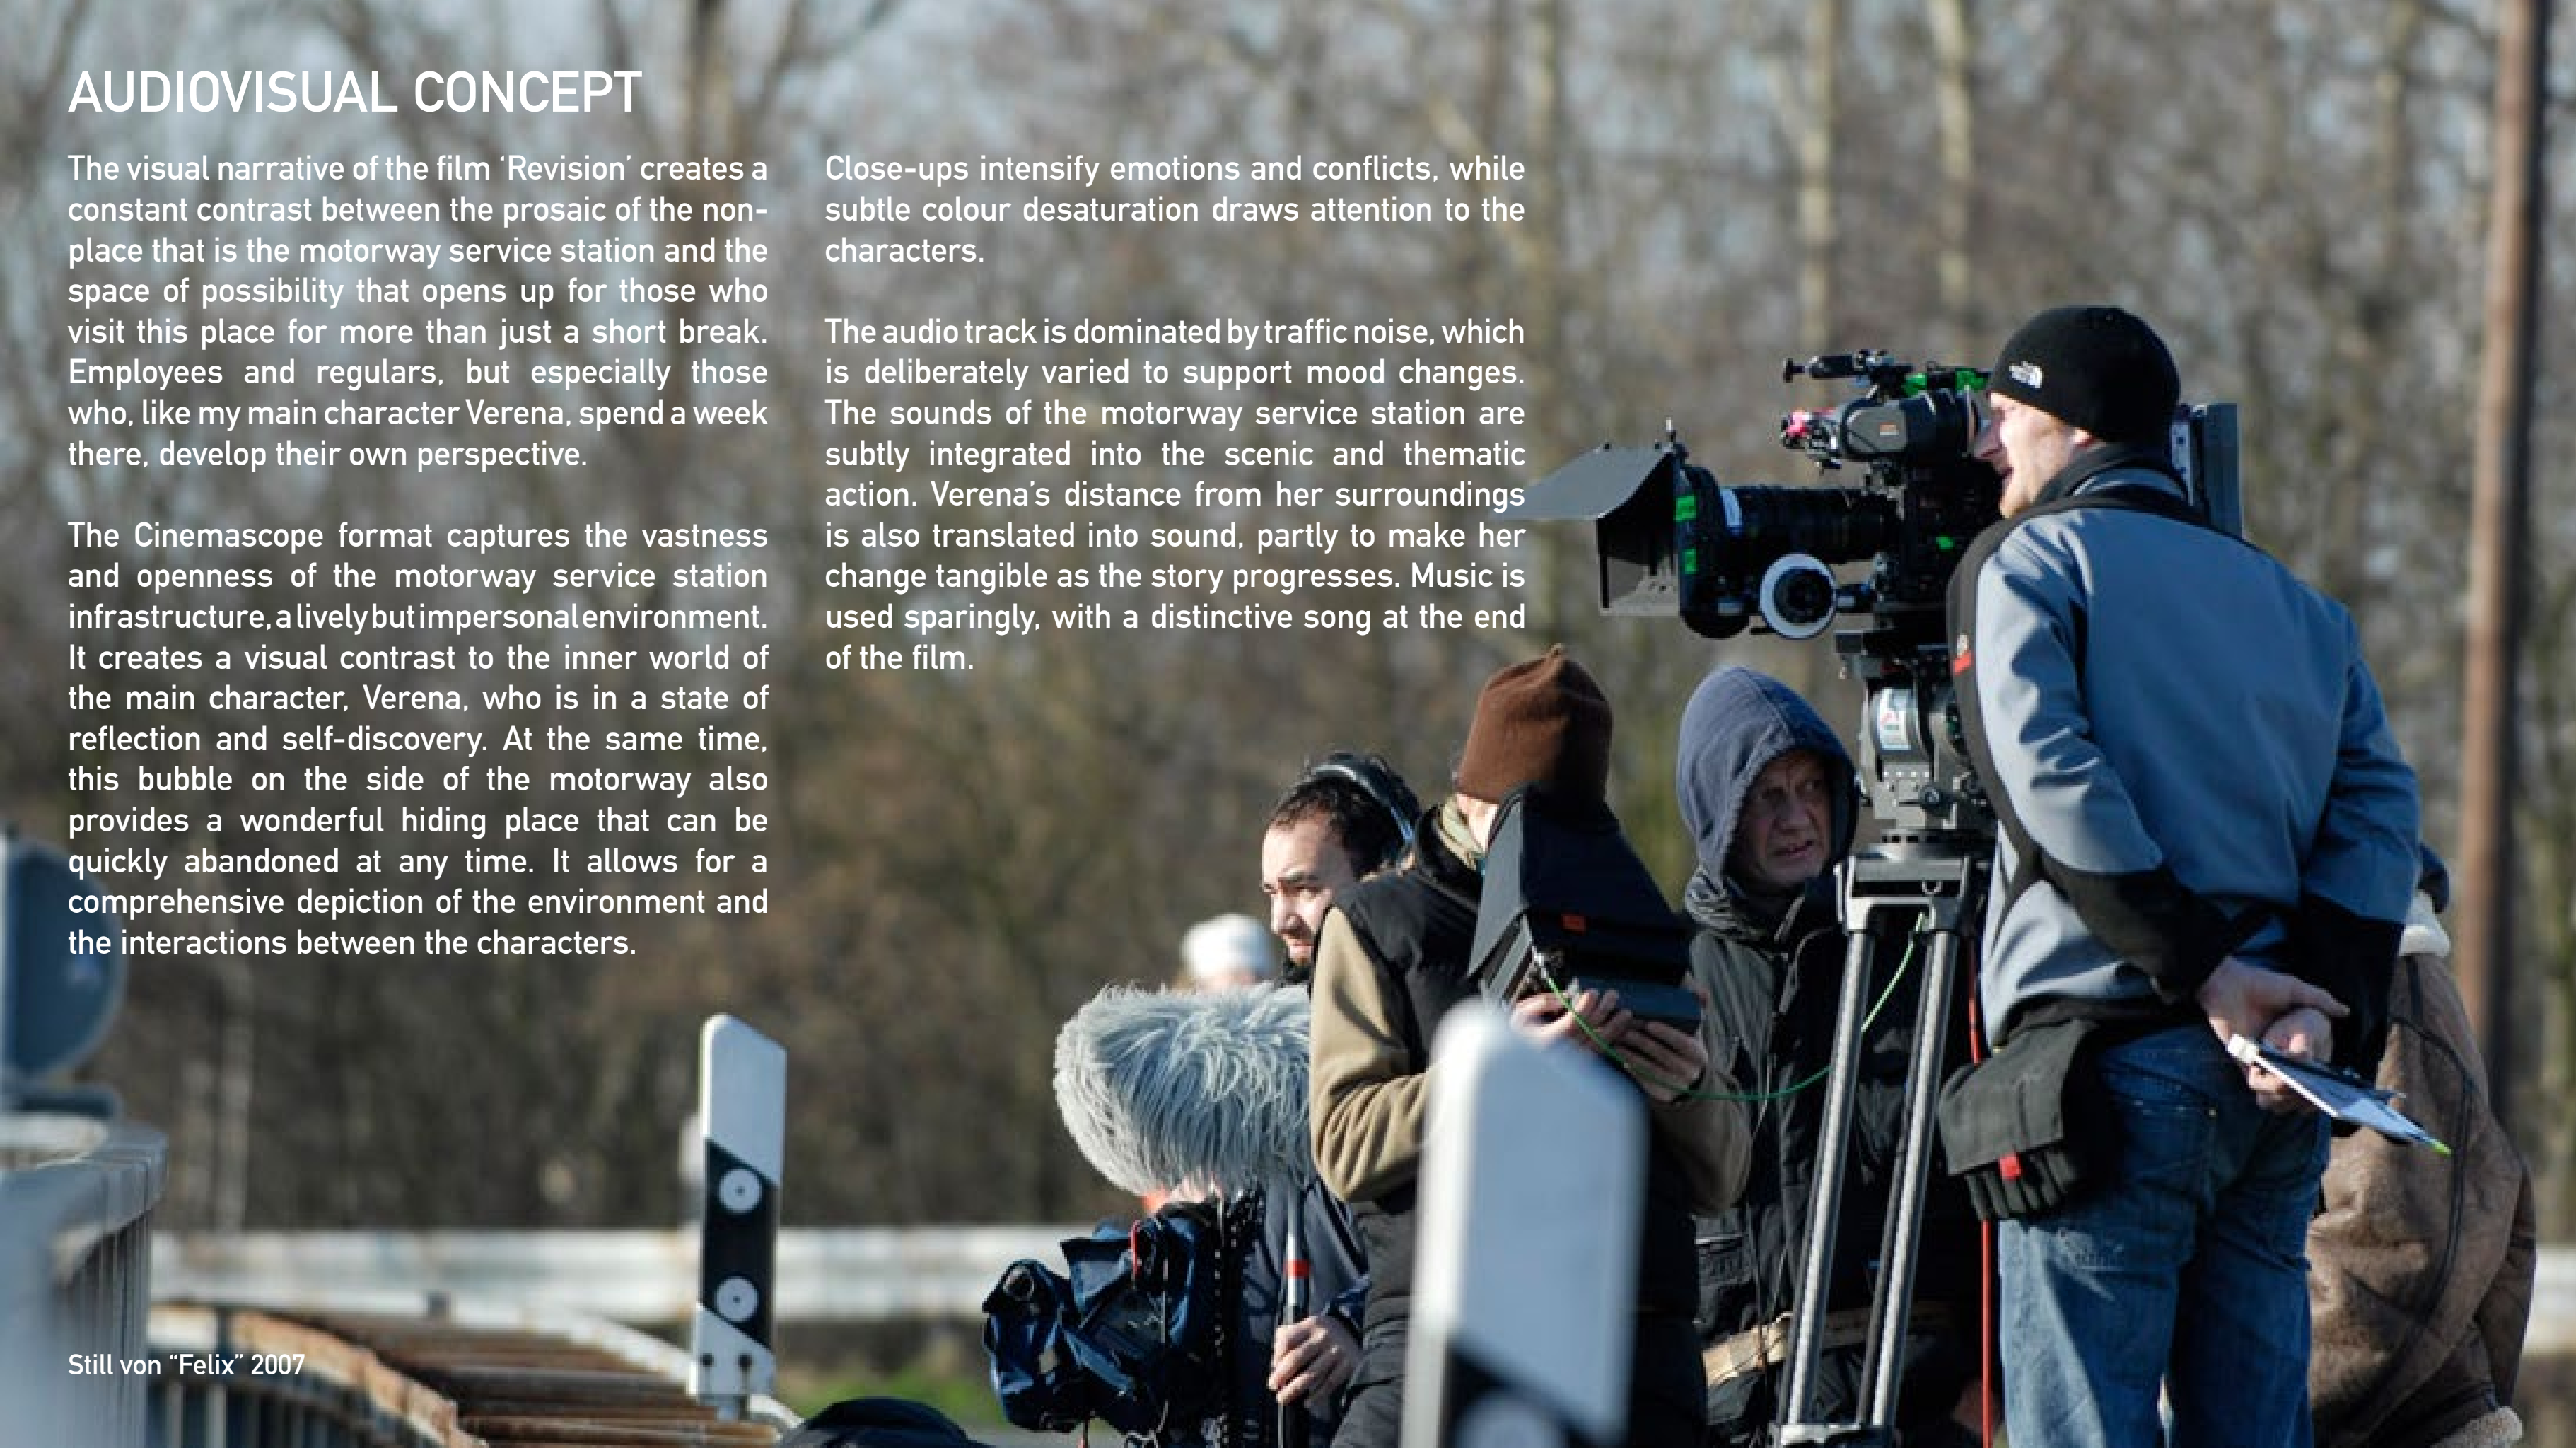 AUDIOVISUAL CONCEPT
The visual narrative of the film ‘Revision’ creates a
constant contrast between the prosaic of the non-
place that is the motorway service station and the
space of possibility that opens up for those who
visit this place for more than just a short break.
Employees and regulars, but especially those
who, like my main character Verena, spend a week
there, develop their own perspective.
The Cinemascope format captures the vastness
and openness of the motorway service station
infrastructure, a lively but impersonal environment.
It creates a visual contrast to the inner world of
the main character, Verena, who is in a state of
reflection and self-discovery. At the same time,
this bubble on the side of the motorway also
provides a wonderful hiding place that can be
quickly abandoned at any time. It allows for a
comprehensive depiction of the environment and
the interactions between the characters.
Close-ups intensify emotions and conflicts, while
subtle colour desaturation draws attention to the
characters.
The audio track is dominated by traffic noise, which
is deliberately varied to support mood changes.
The sounds of the motorway service station are
subtly integrated into the scenic and thematic
action. Verena’s distance from her surroundings
is also translated into sound, partly to make her
change tangible as the story progresses. Music is
used sparingly, with a distinctive song at the end
of the film.
Still von “Felix” 2007